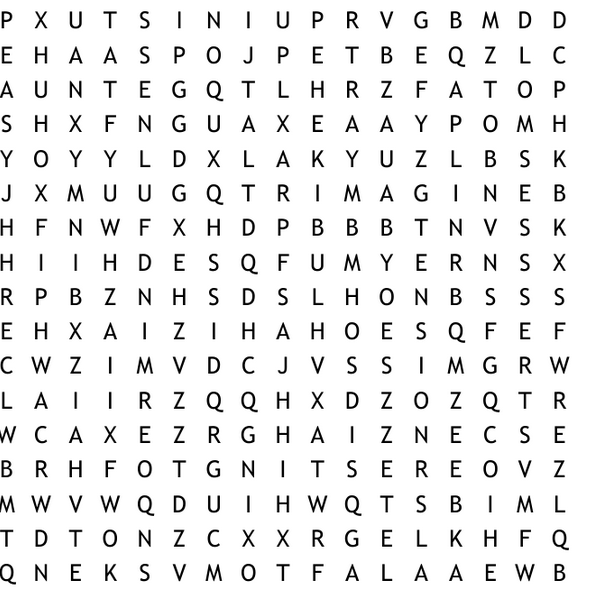 P X U T S I N I U P R V G B M D D
E H A A S P O J P E T B E Q Z L C
A U N T E G Q T L H R Z F A T O P
S H X F N G U A X E A A Y P O M H
Y O Y Y L D X L A K Y U Z L B S K
J X M U U G Q T R I M A G I N E B
H F N W F X H D P B B B T N V S K
H I I H D E S Q F U M Y E R N S X
R P B Z N H S D S L H O N B S S S
E H X A I Z I H A H O E S Q F E F
C W Z I M V D C J V S S I M G R W
L A I I R Z Q Q H X D Z O Z Q T R
W C A X E Z R G H A I Z N E C S E
B R H F O T G N I T S E R E O V Z
M W V W Q D U I H W Q T S B I M L
T D T O N Z C X X R G E L K H F Q
Q N E K S V M O T F A L A A E W B